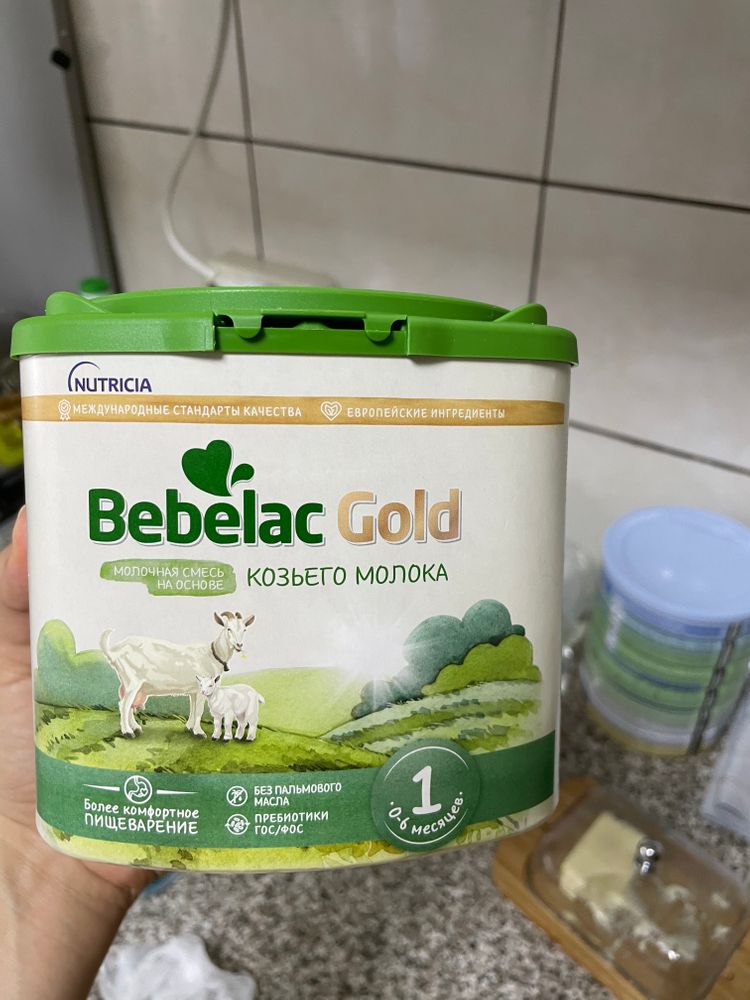 NUTRICIA
МЕЖДУНАРОДНЫЕ СТАНДАРТЫ КАЧЕСТВА
ЕВРОПЕЙСКИЕ ИНГРЕДИЕНТЫ
Bebelac Gold
МОЛОЧНАЯ СМЕСЬ
НА ОСНОВЕ
КОЗЬЕГО МОЛОКА
Более комфортное
ПИЩЕВАРЕНИЕ
БЕЗ ПАЛЬМОВОГО
МАСЛА
ПРЕБИОТИКИ
ГОС/ФОС
1
0-6 месяцев